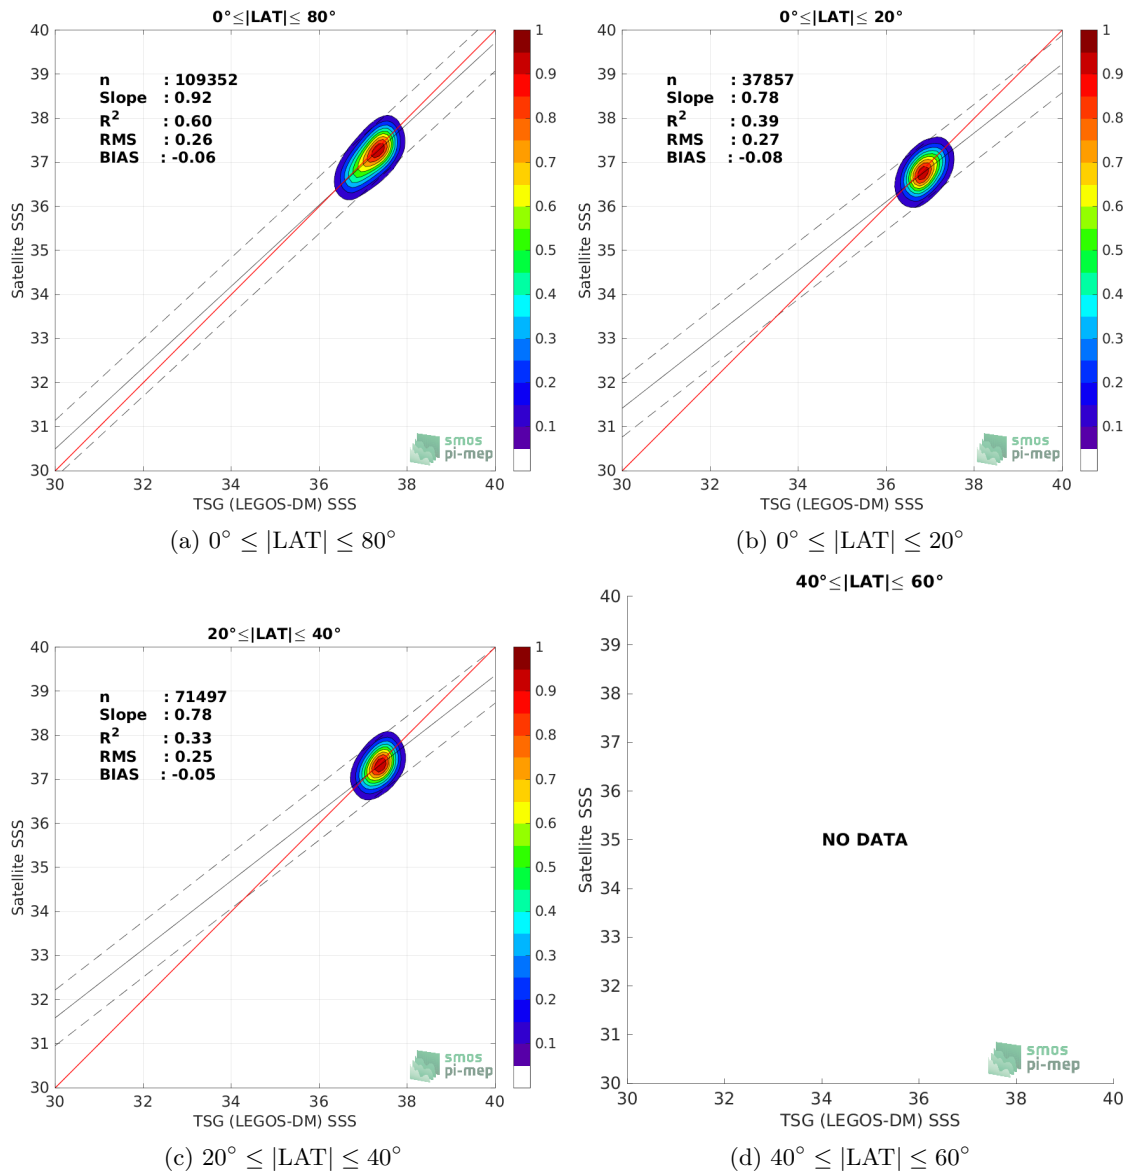 0°≤|LAT|≤ 80°
40
39
38
37
36
35
34
33
32
31
30
Satellite SSS
n : 109352
Slope : 0.92
R² : 0.60
RMS : 0.26
BIAS : -0.06
smos
pi-mep
30 32 34 36 38 40
TSG (LEGOS-DM) SSS
1
0.9
0.8
0.7
0.6
0.5
0.4
0.3
0.2
0.1
(a) 0° ≤ |LAT| ≤ 80°
0°≤|LAT|≤ 20°
40
39
38
37
36
35
34
33
32
31
30
Satellite SSS
n : 37857
Slope : 0.78
R² : 0.39
RMS : 0.27
BIAS : -0.08
smos
pi-mep
30 32 34 36 38 40
TSG (LEGOS-DM) SSS
1
0.9
0.8
0.7
0.6
0.5
0.4
0.3
0.2
0.1
(b) 0° ≤ |LAT| ≤ 20°
20°≤|LAT|≤ 40°
40
39
38
37
36
35
34
33
32
31
30
Satellite SSS
n : 71497
Slope : 0.78
R² : 0.33
RMS : 0.25
BIAS : -0.05
smos
pi-mep
30 32 34 36 38 40
TSG (LEGOS-DM) SSS
1
0.9
0.8
0.7
0.6
0.5
0.4
0.3
0.2
0.1
(c) 20° ≤ |LAT| ≤ 40°
40°≤|LAT|≤ 60°
40
39
38
37
36
35
34
33
32
31
30
Satellite SSS
NO DATA
smos
pi-mep
30 32 34 36 38 40
TSG (LEGOS-DM) SSS
(d) 40° ≤ |LAT| ≤ 60°